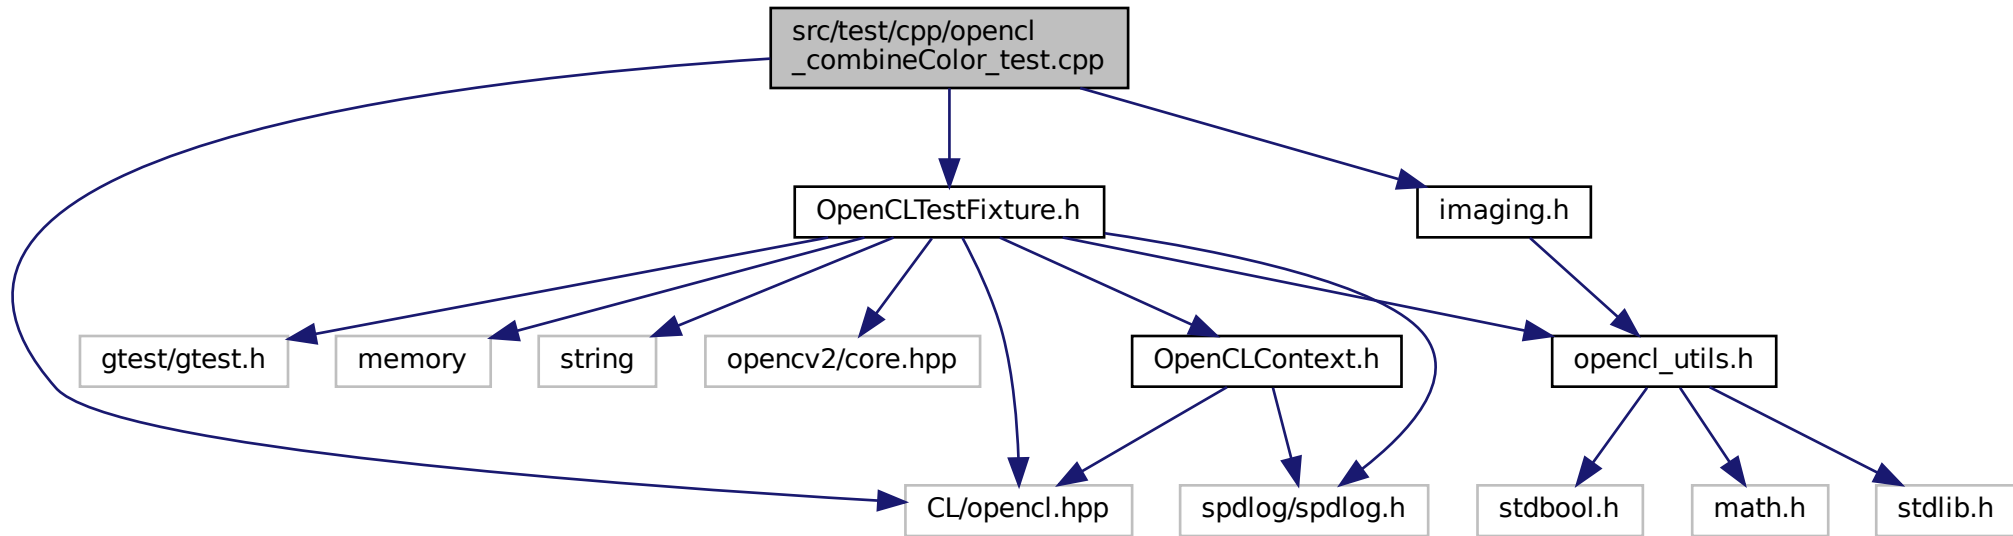 src/test/cpp/opencl
_combineColor_test.cpp
OpenCLTestFixture.h
imaging.h
gtest/gtest.h
memory
string
opencv2/core.hpp
OpenCLContext.h
opencl_utils.h
CL/opencl.hpp
spdlog/spdlog.h
stdbool.h
math.h
stdlib.h